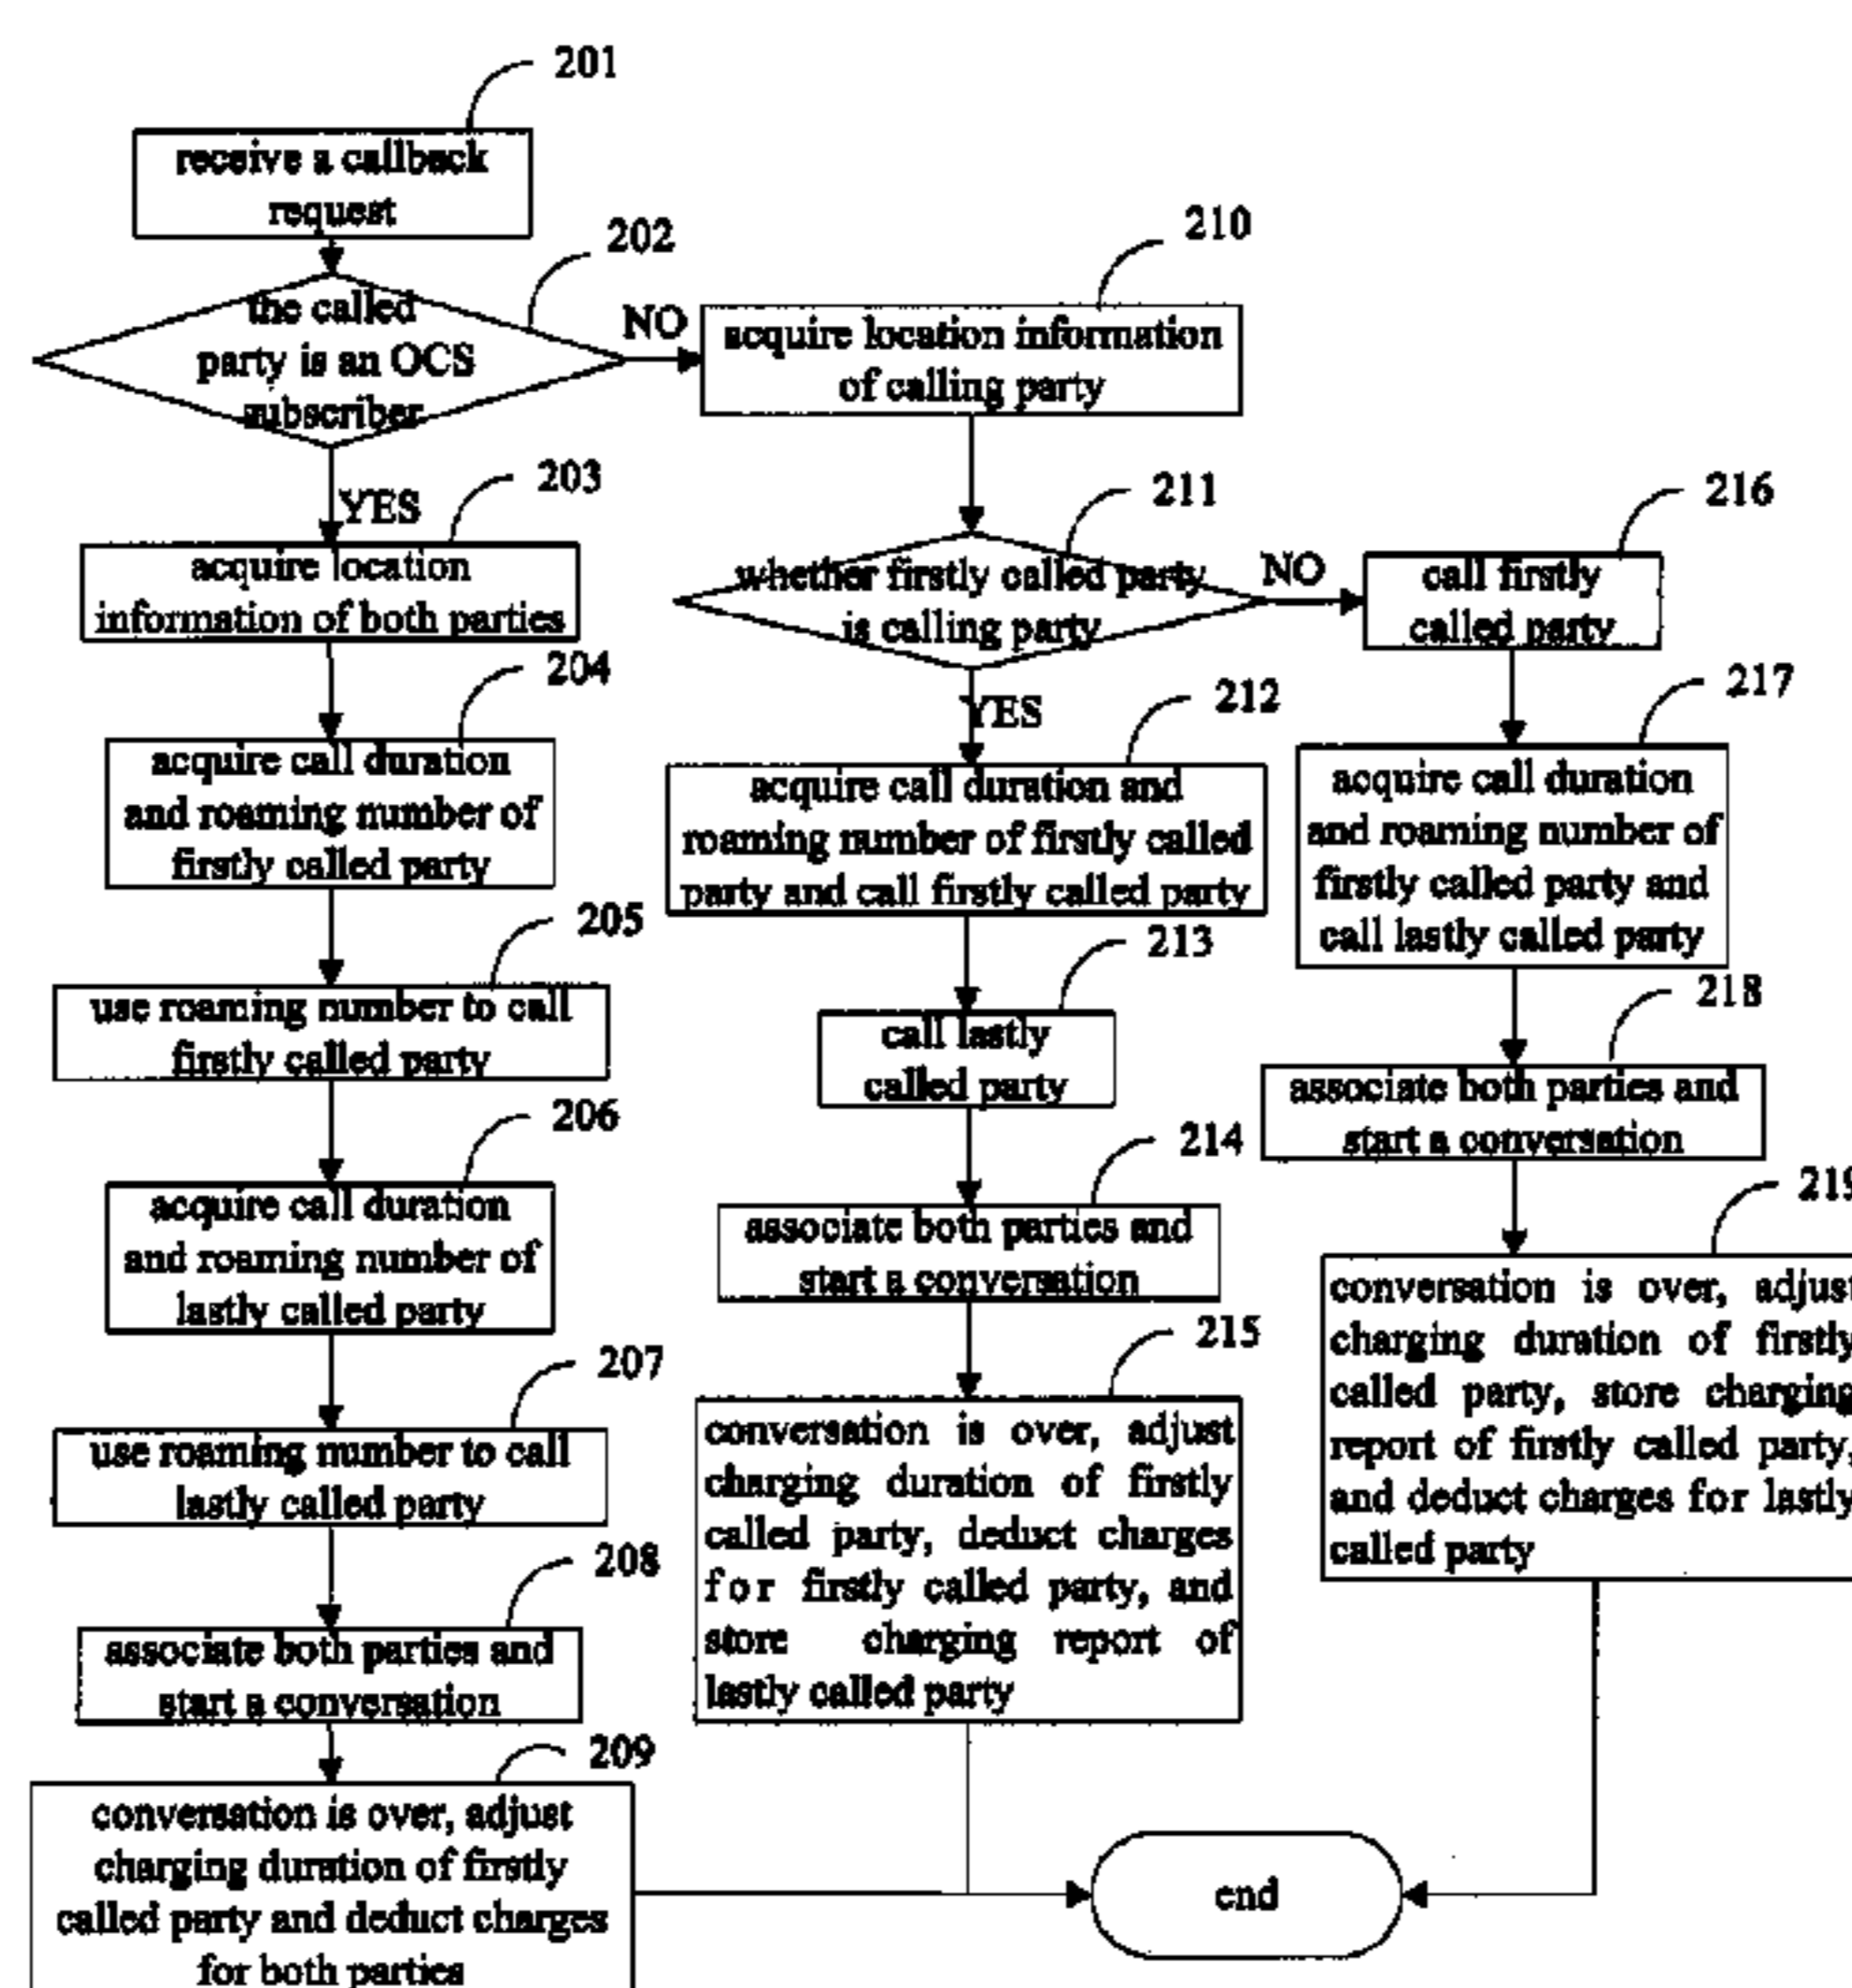 201
receive a callback
request
202
the called
party is an OCS
subscriber
NO
YES
203
acquire location
information of both parties
204
acquire call duration
and roaming number of
firstly called party
205
use roaming number to call
firstly called party
206
acquire call duration
and roaming number of
lastly called party
207
use roaming number to call
lastly called party
208
associate both parties and
start a conversation
209
conversation is over, adjust
charging duration of firstly
called party and deduct charges
for both parties
210
acquire location information
of calling party
211
whether firstly called party
is calling party
NO
YES
212
acquire call duration and
roaming number of firstly called
party and call firstly called party
213
call lastly
called party
214
associate both parties and
start a conversation
215
conversation is over, adjust
charging duration of firstly
called party, deduct charges
for firstly called party, and
store charging report of
lastly called party
216
call firstly
called party
217
acquire call duration
and roaming number of
firstly called party and
call lastly called party
218
associate both parties and
start a conversation
219
conversation is over, adjust
charging duration of firstly
called party, store charging
report of firstly called party,
and deduct charges for lastly
called party
end